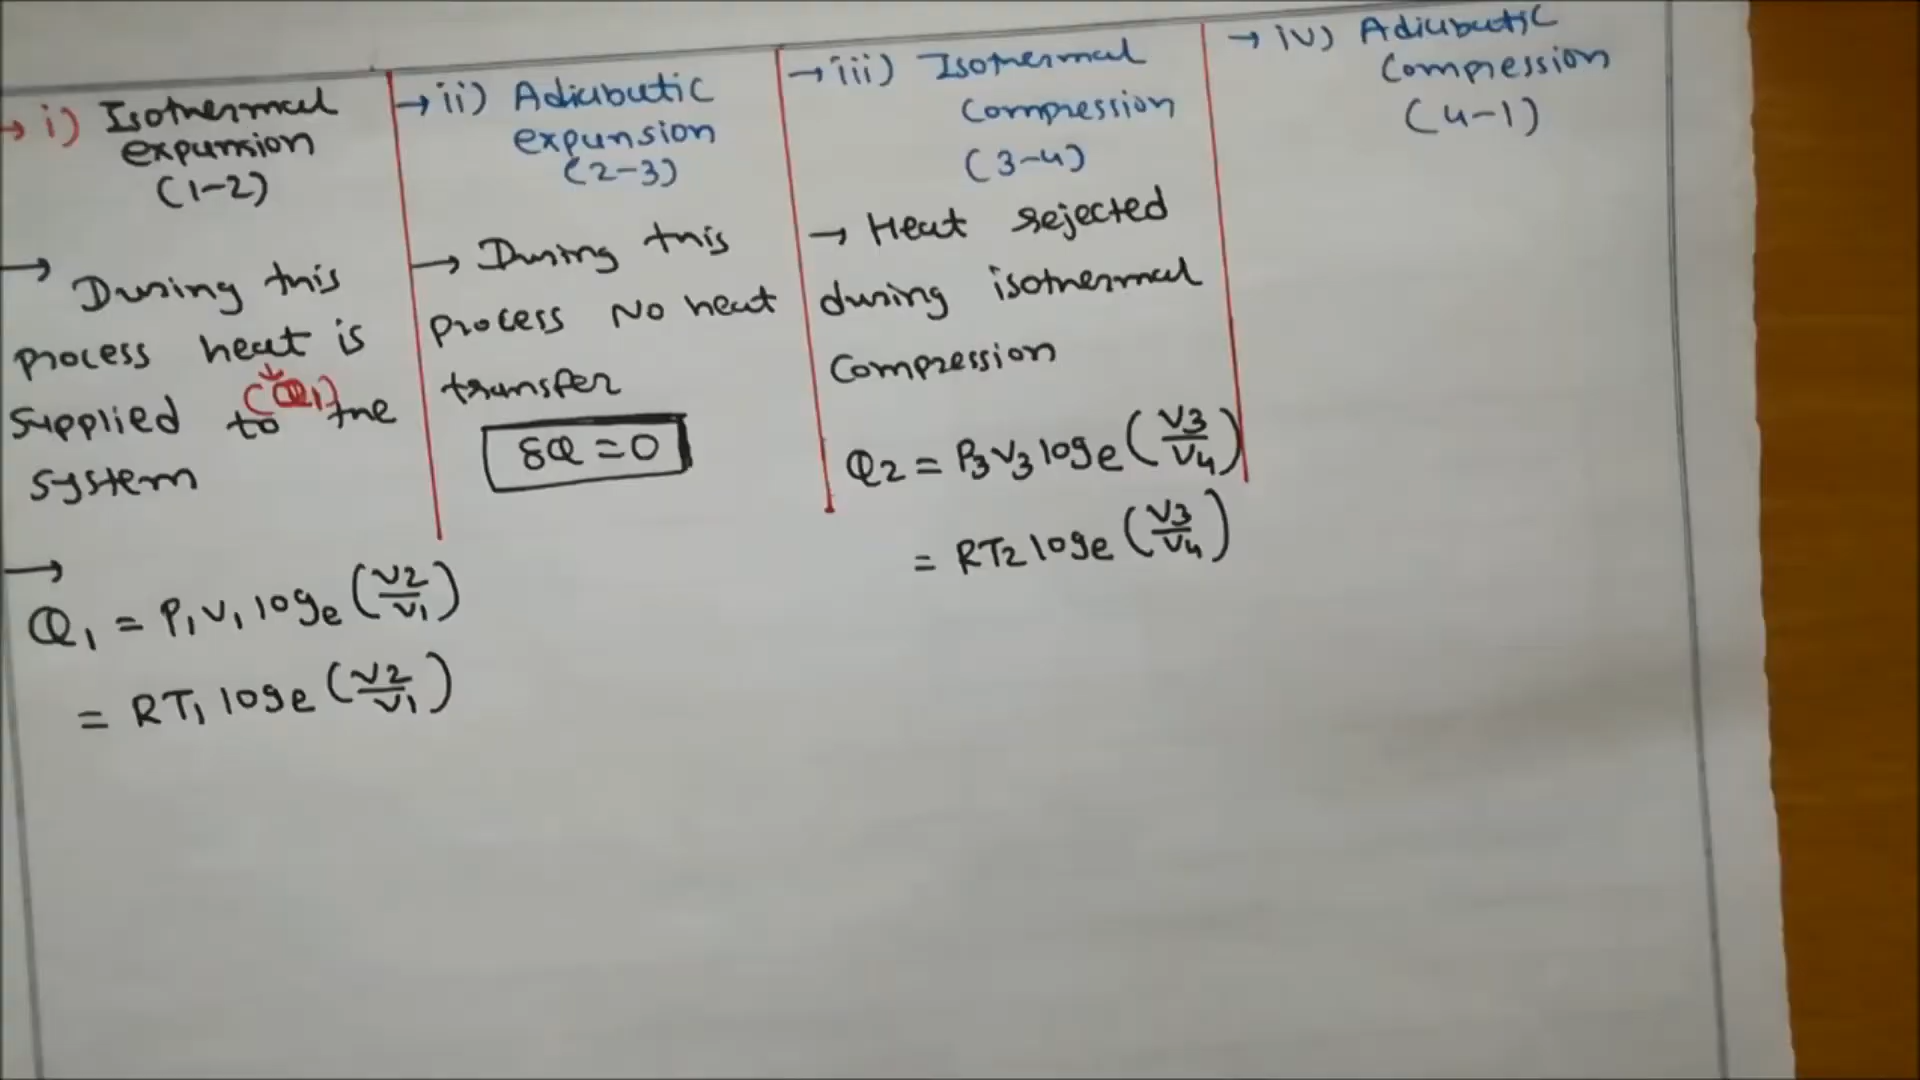 → i) Isothermal
expansion
(1-2)
→ During this
process heat is
supplied to the
(Q1)
system
→
Q1 = P1V1 loge (V2/V1)
= RT1 loge (V2/V1)
→ ii) Adiabatic
expansion
(2-3)
→ During this
process No heat
transfer
δQ = 0
→ iii) Isothermal
Compression
(3-4)
→ Heat rejected
during isothermal
Compression
Q2 = P3V3 loge (V3/V4)
= RT2 loge (V3/V4)
→ iv) Adiabatic
Compression
(4-1)